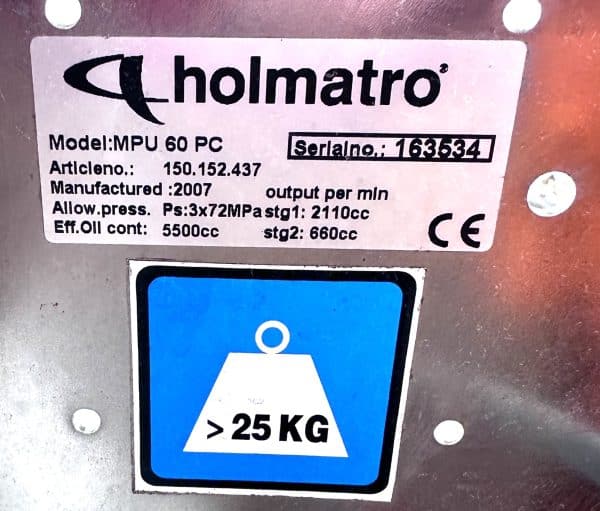 holmatro®
Model:MPU 60 PC
Serialno.: 163534
Articleno.: 150.152.437
Manufactured :2007 output per min
Allow.press. Ps:3x72MPa stg1: 2110cc
Eff.Oil cont: 5500cc stg2: 660cc
CE
> 25 KG